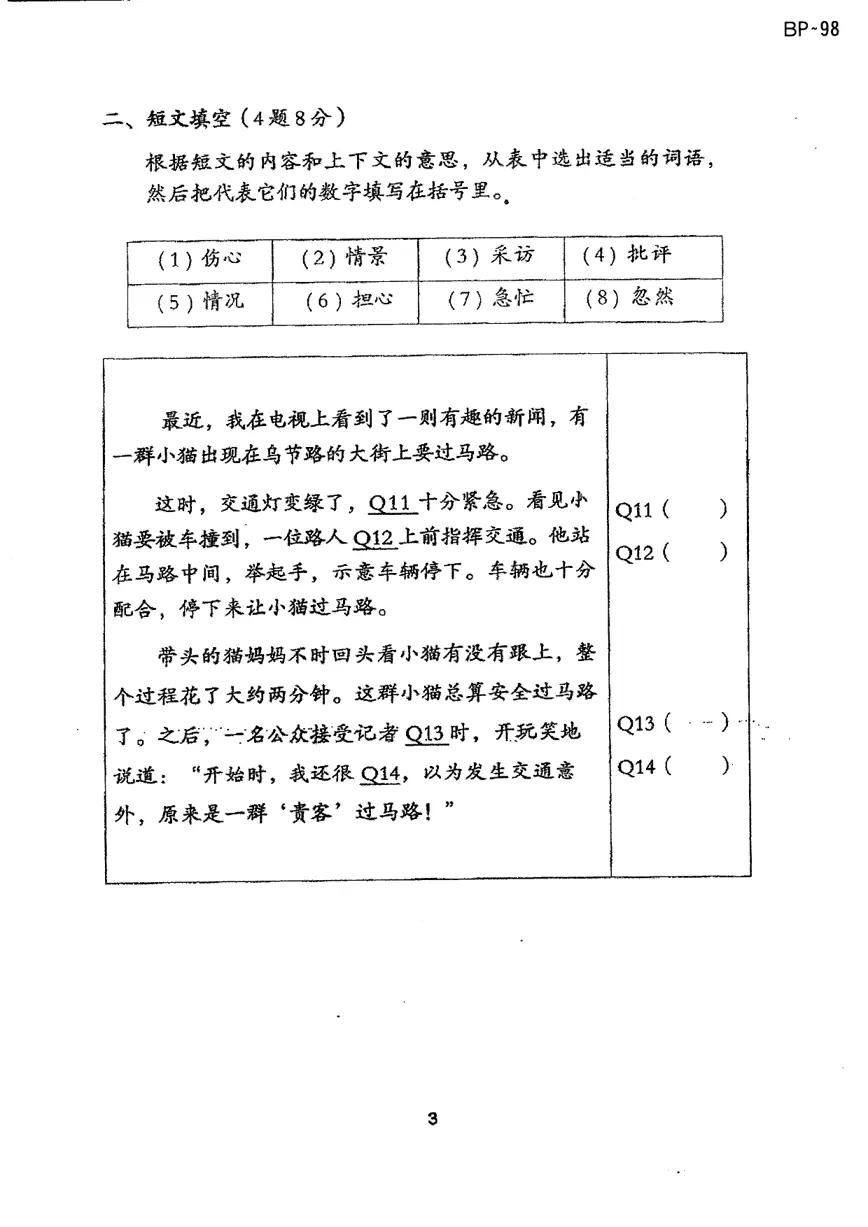 BP-98
二、短文填空（4题8分）
根据短文的内容和上下文的意思，从表中选出适当的词语，
然后把代表它们的数字填写在括号里。
(1) 伤心 (2) 情景 (3) 采访 (4) 批评
(5) 情况 (6) 担心 (7) 急忙 (8) 忽然
最近，我在电视上看到了一则有趣的新闻，有
一群小猫出现在乌节路的大街上要过马路。
这时，交通灯变绿了，Q11十分紧急。看见小
猫要被车撞到，一位路人Q12上前指挥交通。他站
在马路中间，举起手，示意车辆停下。车辆也十分
配合，停下来让小猫过马路。
带头的猫妈妈不时回头看小猫有没有跟上，整
个过程花了大约两分钟。这群小猫总算安全过马路
了。之后，一名公众接受记者Q13时，开玩笑地
说道：“开始时，我还很Q14，以为发生交通意
外，原来是一群‘贵客’过马路！”
Q11 (    )
Q12 (    )
Q13 (    )
Q14 (    )
3